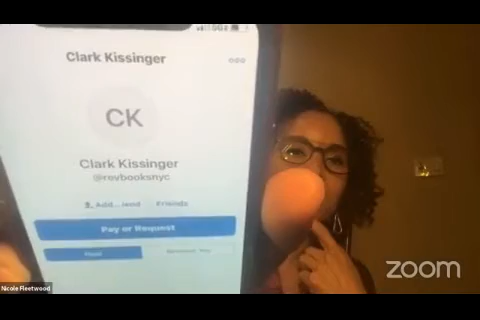 Clark Kissinger
CK
Clark Kissinger
@revbooksnyc
Friends
Pay or Request
zoom
Nicole Fleetwood